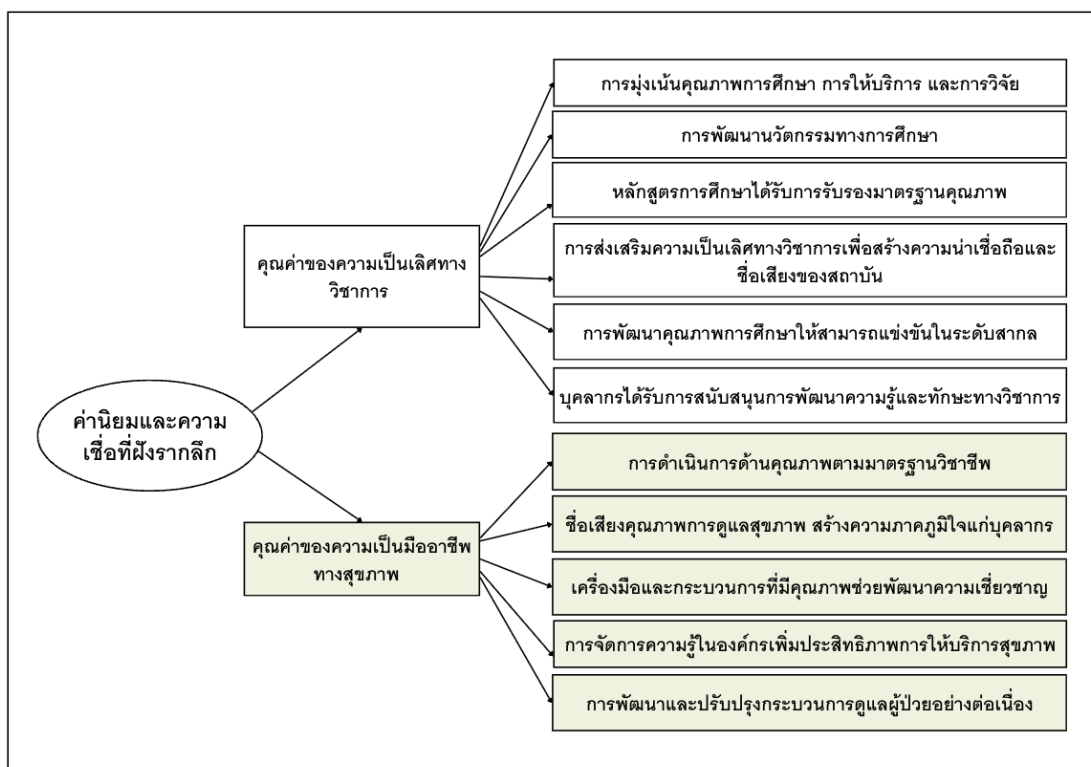 การมุ่งเน้นคุณภาพการศึกษา การให้บริการ และการวิจัย
การพัฒนานวัตกรรมทางการศึกษา
หลักสูตรการศึกษาได้รับการรับรองมาตรฐานคุณภาพ
คุณค่าของความเป็นเลิศทาง
วิชาการ
การส่งเสริมความเป็นเลิศทางวิชาการเพื่อสร้างความน่าเชื่อถือและ
ชื่อเสียงของสถาบัน
การพัฒนาคุณภาพการศึกษาให้สามารถแข่งขันในระดับสากล
บุคลากรได้รับการสนับสนุนการพัฒนาความรู้และทักษะทางวิชาการ
ค่านิยมและความ
เชื่อที่ฝังรากลึก
การดำเนินการด้านคุณภาพตามมาตรฐานวิชาชีพ
ชื่อเสียงคุณภาพการดูแลสุขภาพ สร้างความภาคภูมิใจแก่บุคลากร
คุณค่าของความเป็นมืออาชีพ
ทางสุขภาพ
เครื่องมือและกระบวนการที่มีคุณภาพช่วยพัฒนาความเชี่ยวชาญ
การจัดการความรู้ในองค์กรเพิ่มประสิทธิภาพการให้บริการสุขภาพ
การพัฒนาและปรับปรุงกระบวนการดูแลผู้ป่วยอย่างต่อเนื่อง